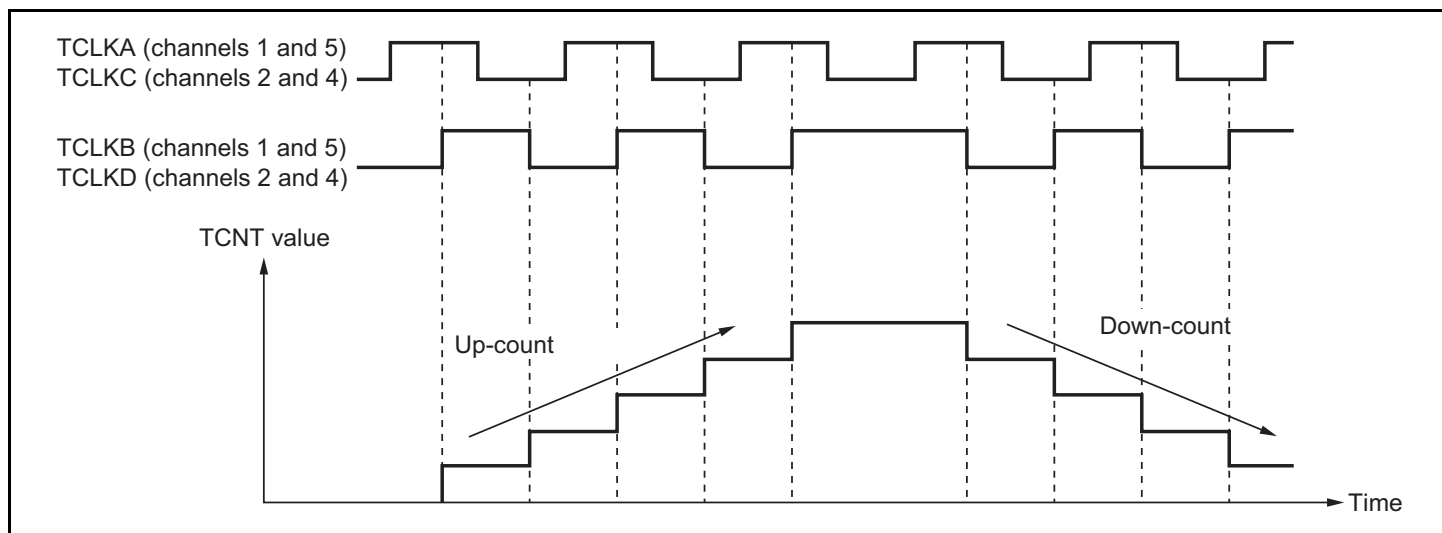 TCLKA (channels 1 and 5)
TCLKC (channels 2 and 4)
TCLKB (channels 1 and 5)
TCLKD (channels 2 and 4)
TCNT value
Up-count
Down-count
Time